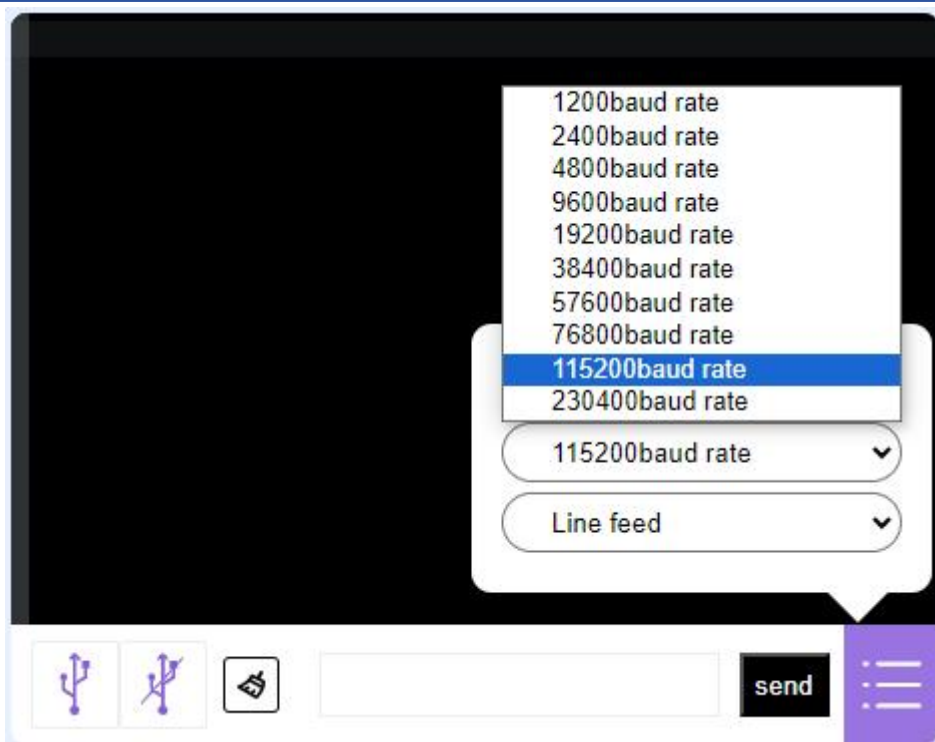 1200baud rate
2400baud rate
4800baud rate
9600baud rate
19200baud rate
38400baud rate
57600baud rate
76800baud rate
115200baud rate
230400baud rate
115200baud rate
Line feed
send